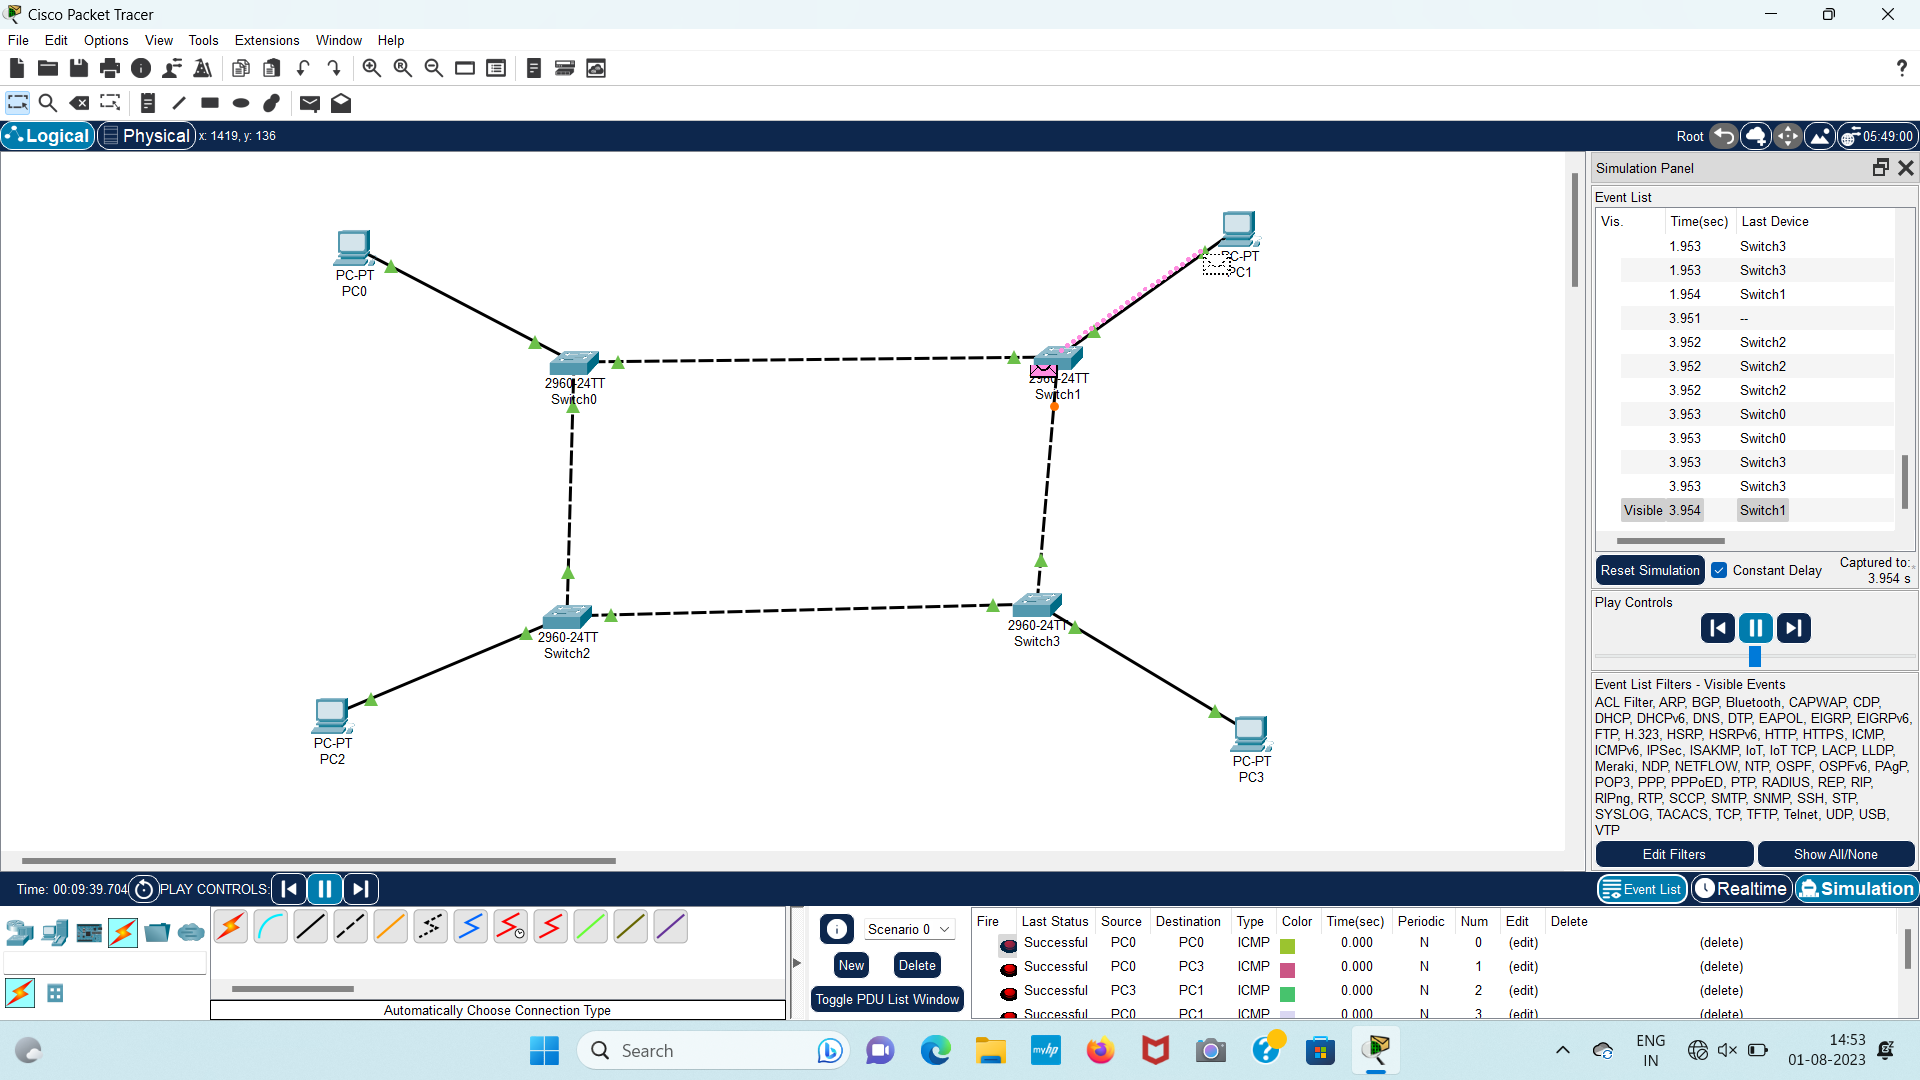 Cisco Packet Tracer
File Edit Options View Tools Extensions Window Help
?
Logical Physical x: 1419, y: 136 Root 05:49:00
Simulation Panel
Event List
Vis. Time(sec) Last Device
1.953 Switch3
1.953 Switch3
1.954 Switch1
3.951 --
3.952 Switch2
3.952 Switch2
3.952 Switch2
3.953 Switch0
3.953 Switch0
3.953 Switch3
3.953 Switch3
Visible 3.954 Switch1
Reset Simulation Constant Delay Captured to:
3.954 s
Play Controls
Event List Filters - Visible Events
ACL Filter, ARP, BGP, Bluetooth, CAPWAP, CDP,
DHCP, DHCPv6, DNS, DTP, EAPOL, EIGRP, EIGRPv6,
FTP, H.323, HSRP, HSRPv6, HTTP, HTTPS, ICMP,
ICMPv6, IPSec, ISAKMP, IoT, IoT TCP, LACP, LLDP,
Meraki, NDP, NETFLOW, NTP, OSPF, OSPFv6, PAgP,
POP3, PPP, PPPoED, PTP, RADIUS, REP, RIP,
RIPng, RTP, SCCP, SMTP, SNMP, SSH, STP,
SYSLOG, TACACS, TCP, TFTP, Telnet, UDP, USB,
VTP
Edit Filters Show All/None
PC-PT
PC0
PC-PT
PC1
2960-24TT
Switch0
2960-24TT
Switch1
2960-24TT
Switch2
2960-24TT
Switch3
PC-PT
PC2
PC-PT
PC3
Time: 00:09:39.704 PLAY CONTROLS: Event List Realtime Simulation
Scenario 0
New Delete
Toggle PDU List Window
Automatically Choose Connection Type
Fire Last Status Source Destination Type Color Time(sec) Periodic Num Edit Delete
Successful PC0 PC0 ICMP 0.000 N 0 (edit) (delete)
Successful PC0 PC3 ICMP 0.000 N 1 (edit) (delete)
Successful PC3 PC1 ICMP 0.000 N 2 (edit) (delete)
Successful PC0 PC1 ICMP 0.000 N 3 (edit) (delete)
Search
myhp
ENG
IN
14:53
01-08-2023